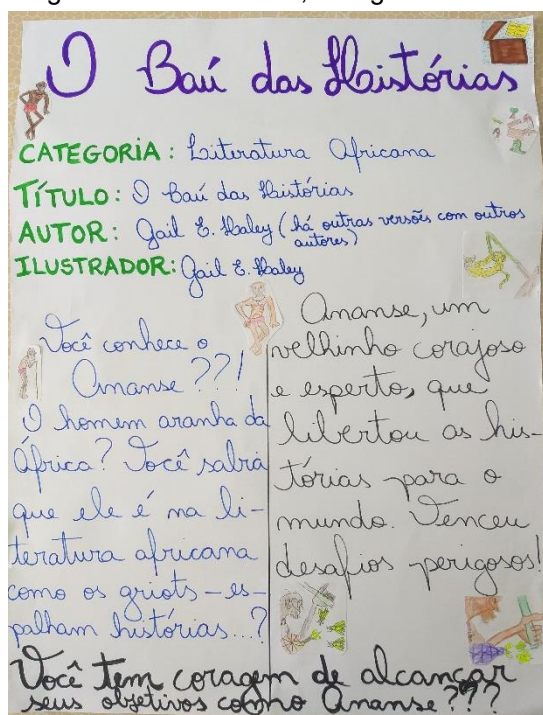 O Baú das Histórias
CATEGORIA: Literatura Africana
TÍTULO: O Baú das Histórias
AUTOR: Gail E. Haley (há outras versões com outros
autores)
ILUSTRADOR: Gail E. Haley
Você conhece o
Ananse??!
O homem aranha da
África? Você sabia
que ele é na li-
teratura africana
como os griots - es-
palham histórias...?
Ananse, um
velhinho corajoso
e esperto, que
libertou as his-
tórias para o
mundo. Venceu
desafios perigosos!
Você tem coragem de alcançar
seus objetivos como Ananse???